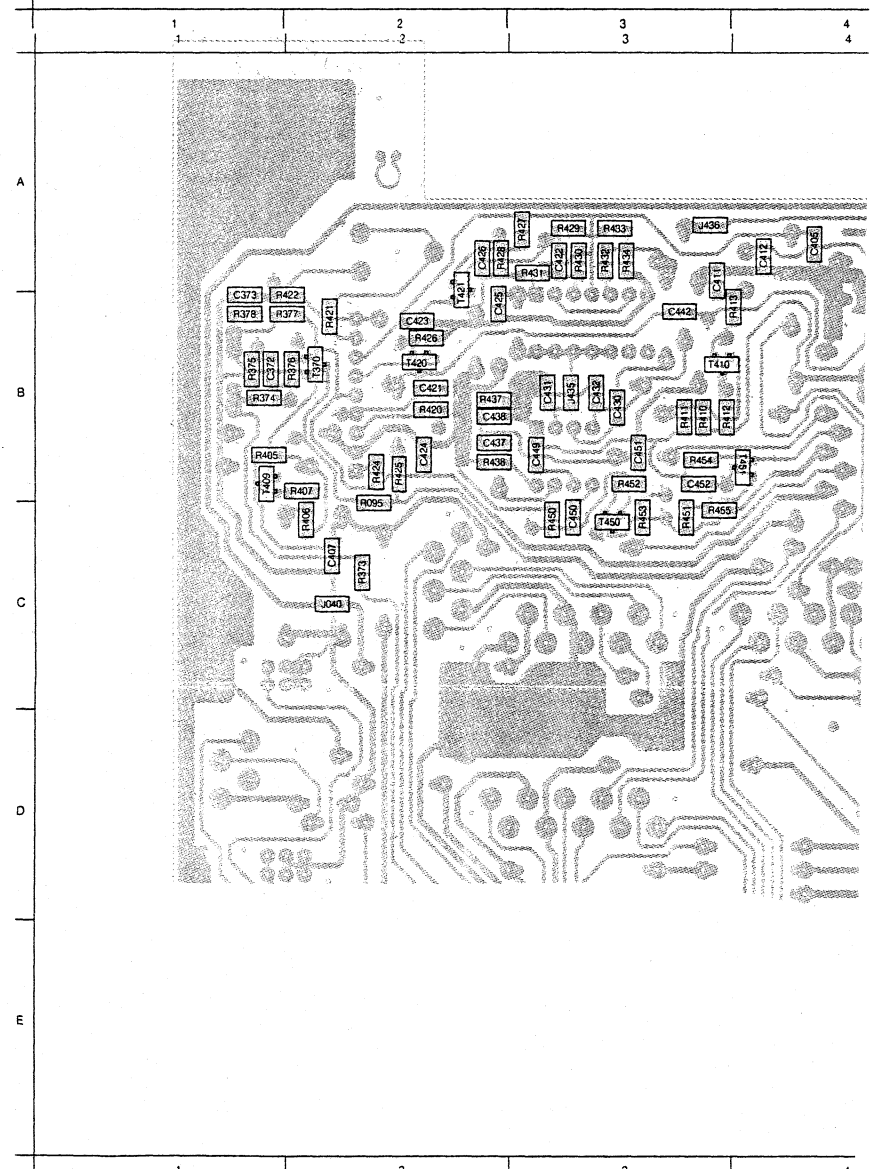 1 2 3 4
1 2 3 4
A
R427
R429 R433 J436
C426 R428 C422 R430 R432 R434 C412 C405
R431 C411
T421
C373 R422 C425 R413
R378 R377 R421 C423 C442
R426
R375 C372 R376 T370 T420 T410
B
C421 C431 J435 C432
R374 R437 C430
R420 C438 R411 R410 R412
C437
R405 C424 R438 C449 C451 R454
R424 R425
T409 R407 R452 C452
R095
R406 R450 C450 T450 R453 R451 R455
C407
R373
C
J040
D
E
1 2 3 4